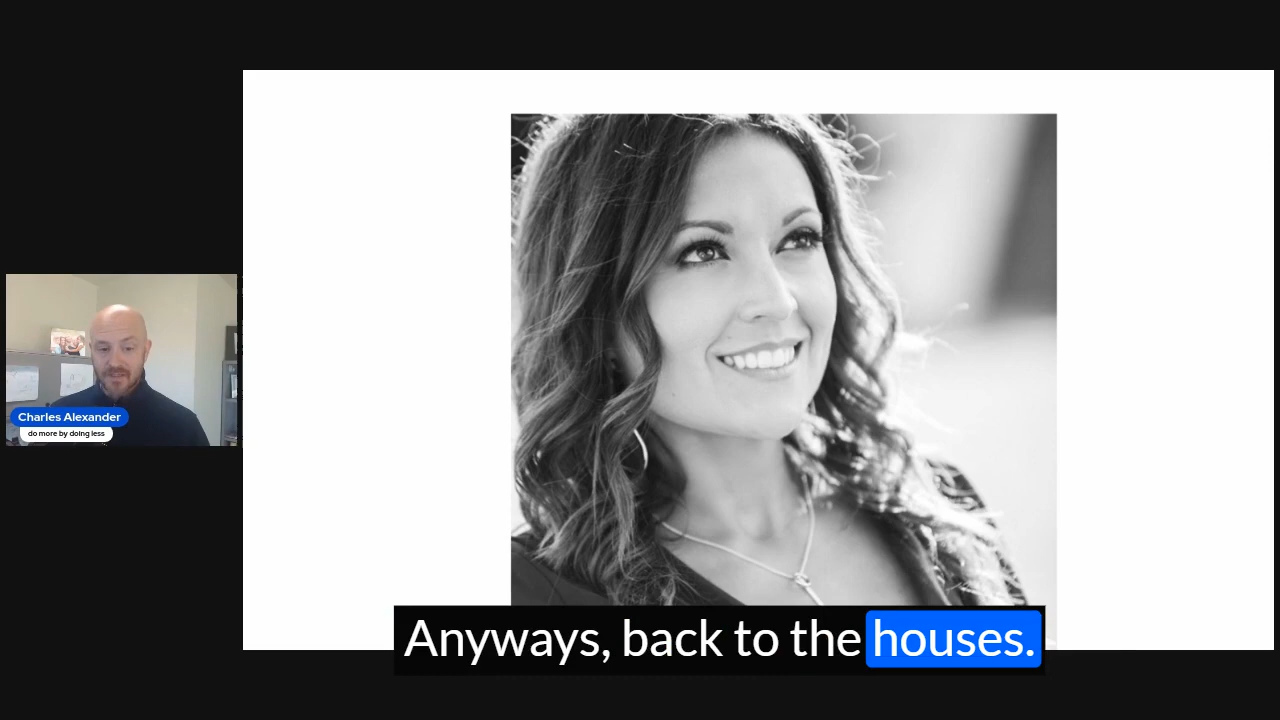 Charles Alexander
do more by doing less
Anyways, back to the houses.